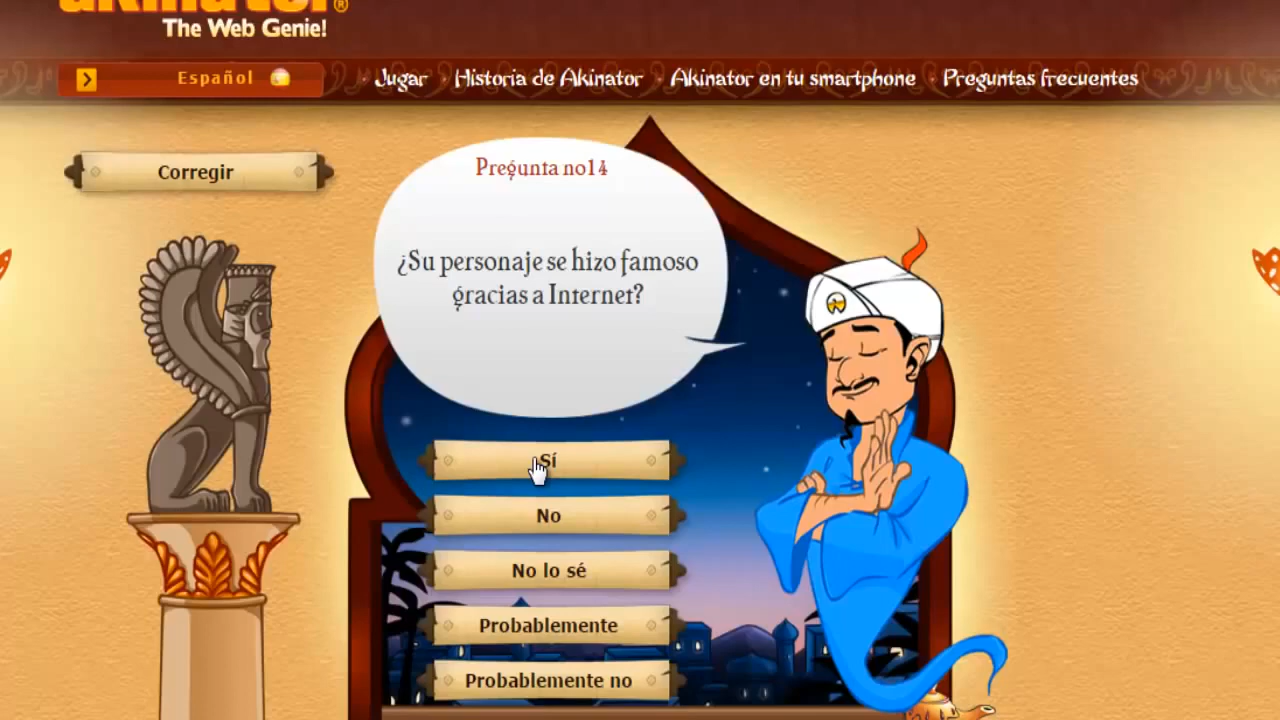 akinator®
The Web Genie!
Español
· Jugar · Historia de Akinator · Akinator en tu smartphone · Preguntas frecuentes
Corregir
Pregunta no14
¿Su personaje se hizo famoso
gracias a Internet?
Sí
No
No lo sé
Probablemente
Probablemente no